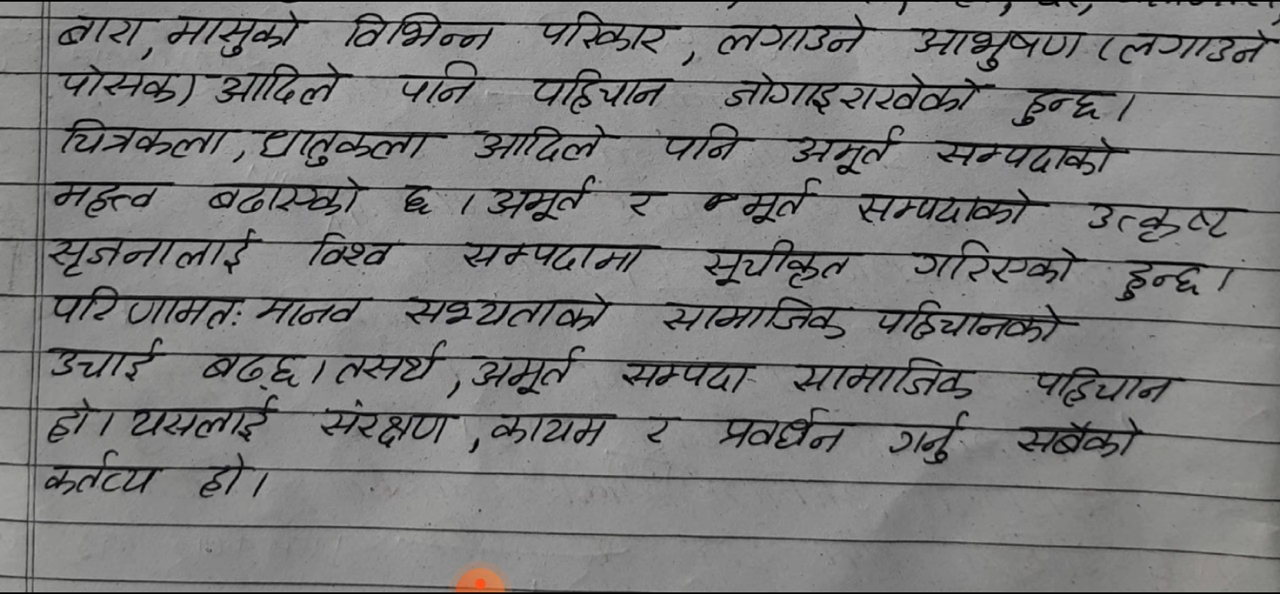 बारा, मासुको विभिन्न परिकार, लगाउने आभुषण (लगाउने
पोसक) आदिले पनि पहिचान जोगाइराखेको हुन्छ।
चित्रकला, धातुकला आदिले पनि अमूर्त सम्पदाको
महत्त्व बढाएको छ । अमूर्त र मूर्त सम्पदाको उत्कृष्ट
सृजनालाई विश्व सम्पदामा सूचीकृत गरिएको हुन्छ।
परिणामतः मानव सभ्यताको सामाजिक पहिचानको
उचाई बढ्छ। तसर्थ, अमूर्त सम्पदा सामाजिक पहिचान
हो। यसलाई संरक्षण, कायम र प्रवर्धन गर्नु सबैको
कर्तव्य हो।